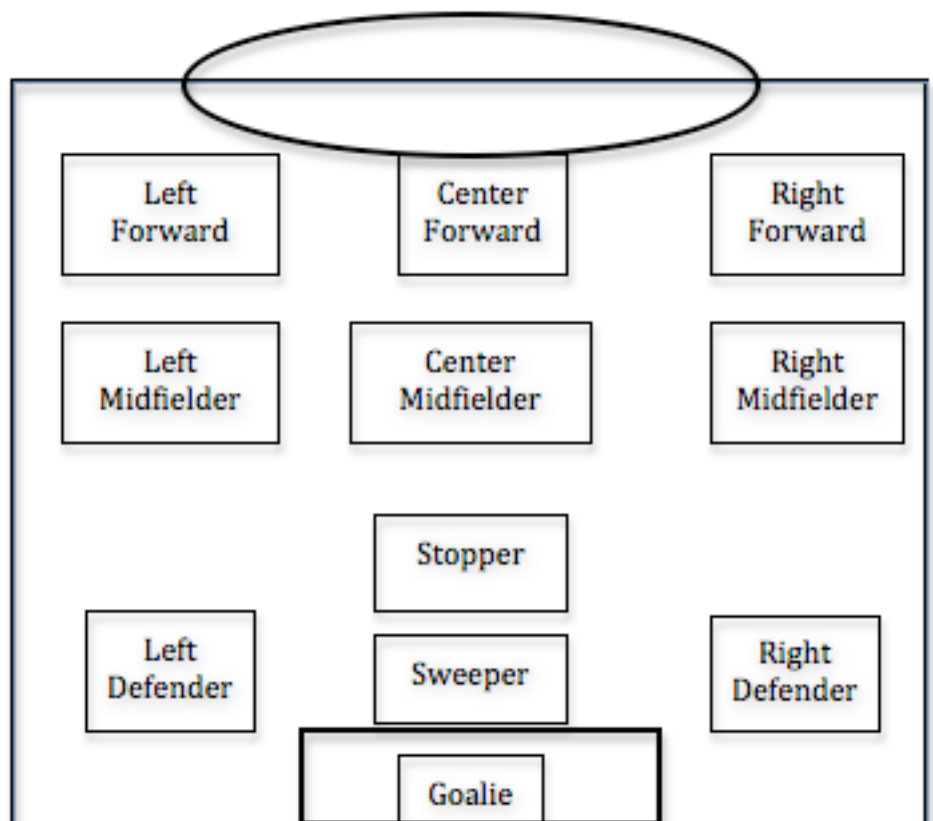 Left
Forward
Center
Forward
Right
Forward
Left
Midfielder
Center
Midfielder
Right
Midfielder
Stopper
Left
Defender
Sweeper
Right
Defender
Goalie